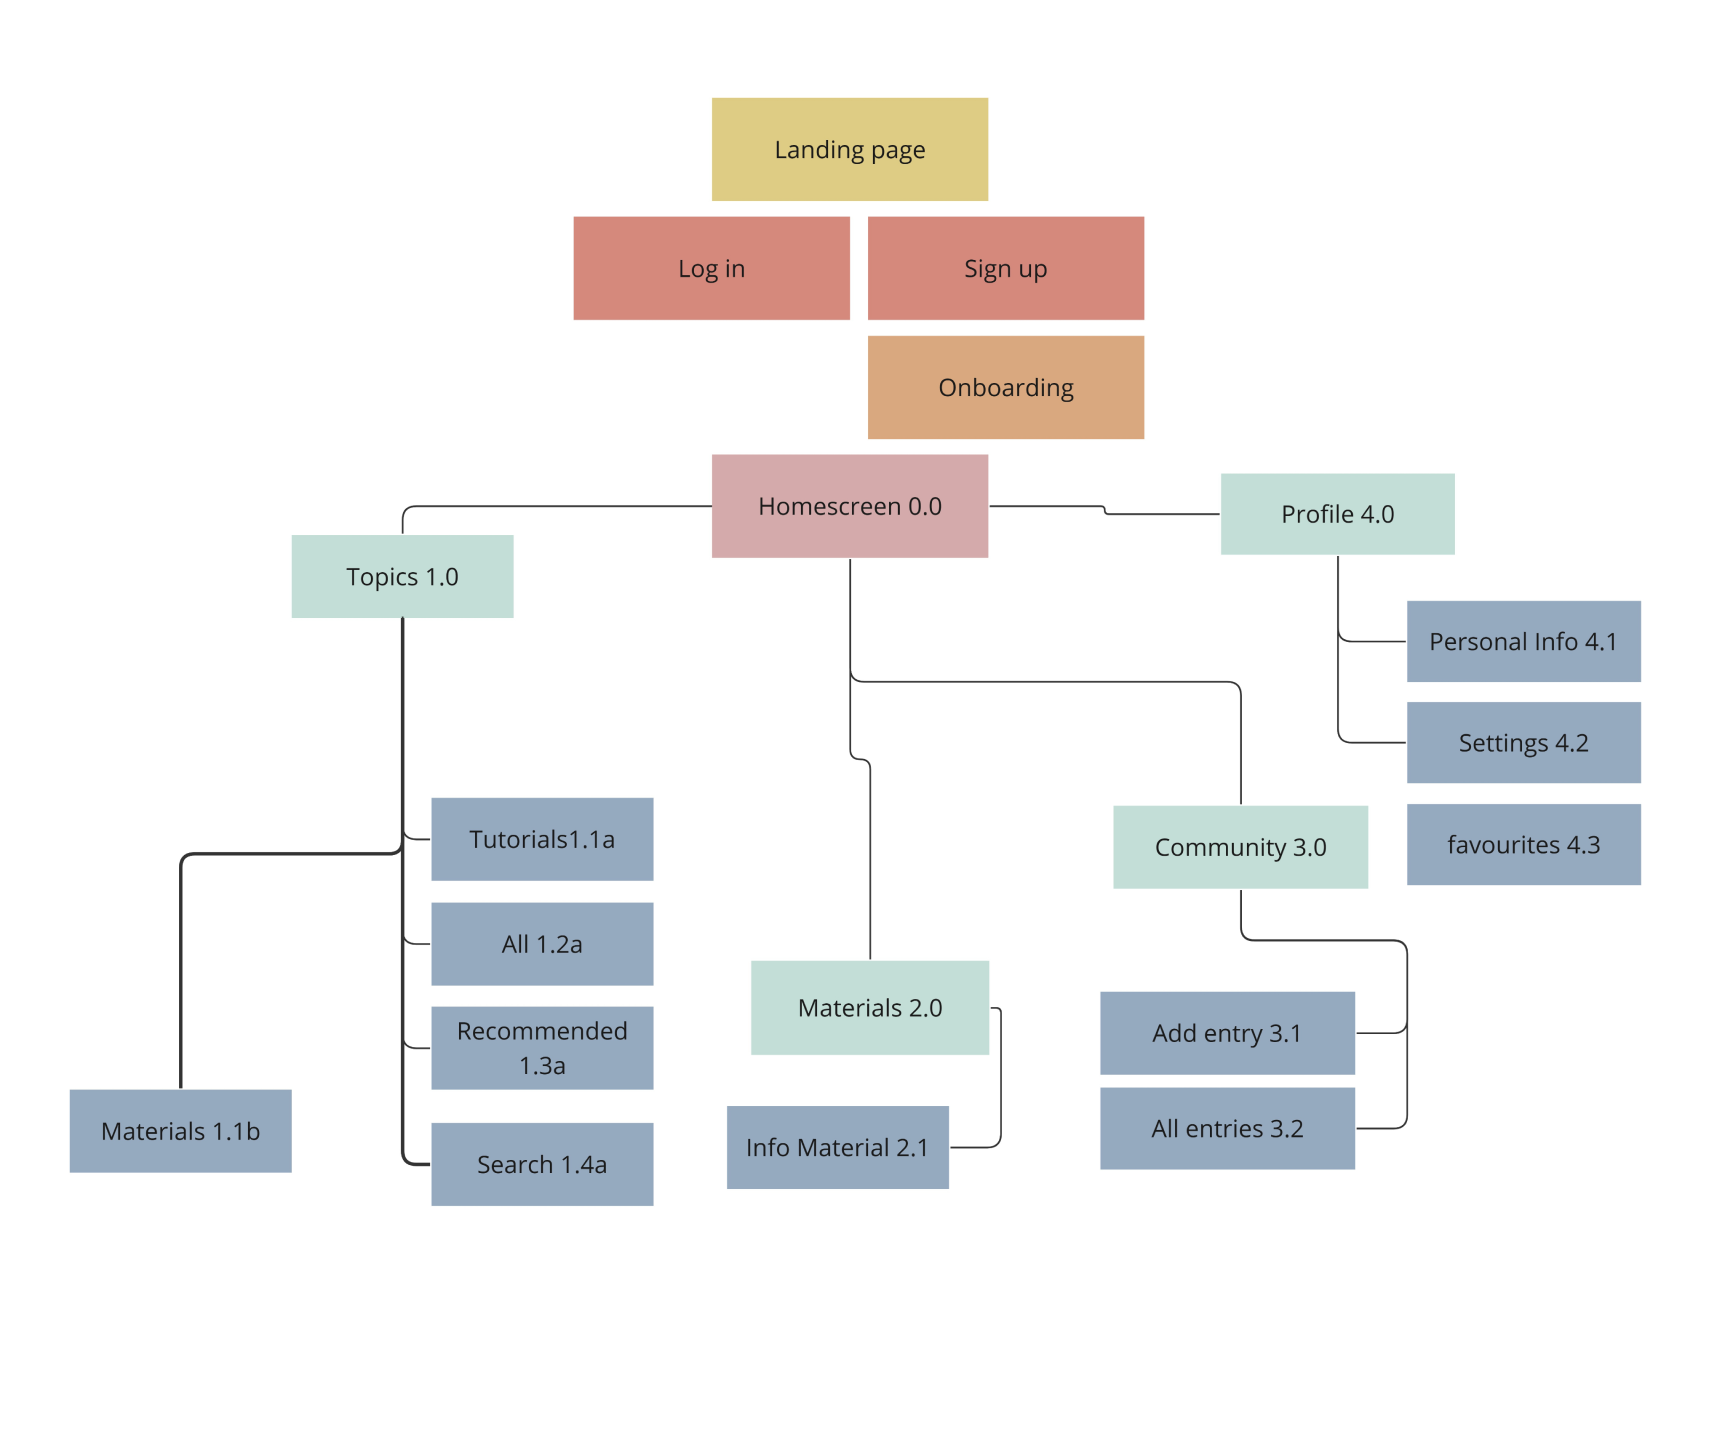 Landing page
Log in
Sign up
Onboarding
Homescreen 0.0
Profile 4.0
Topics 1.0
Personal Info 4.1
Settings 4.2
favourites 4.3
Tutorials1.1a
All 1.2a
Recommended
1.3a
Search 1.4a
Materials 1.1b
Materials 2.0
Info Material 2.1
Community 3.0
Add entry 3.1
All entries 3.2